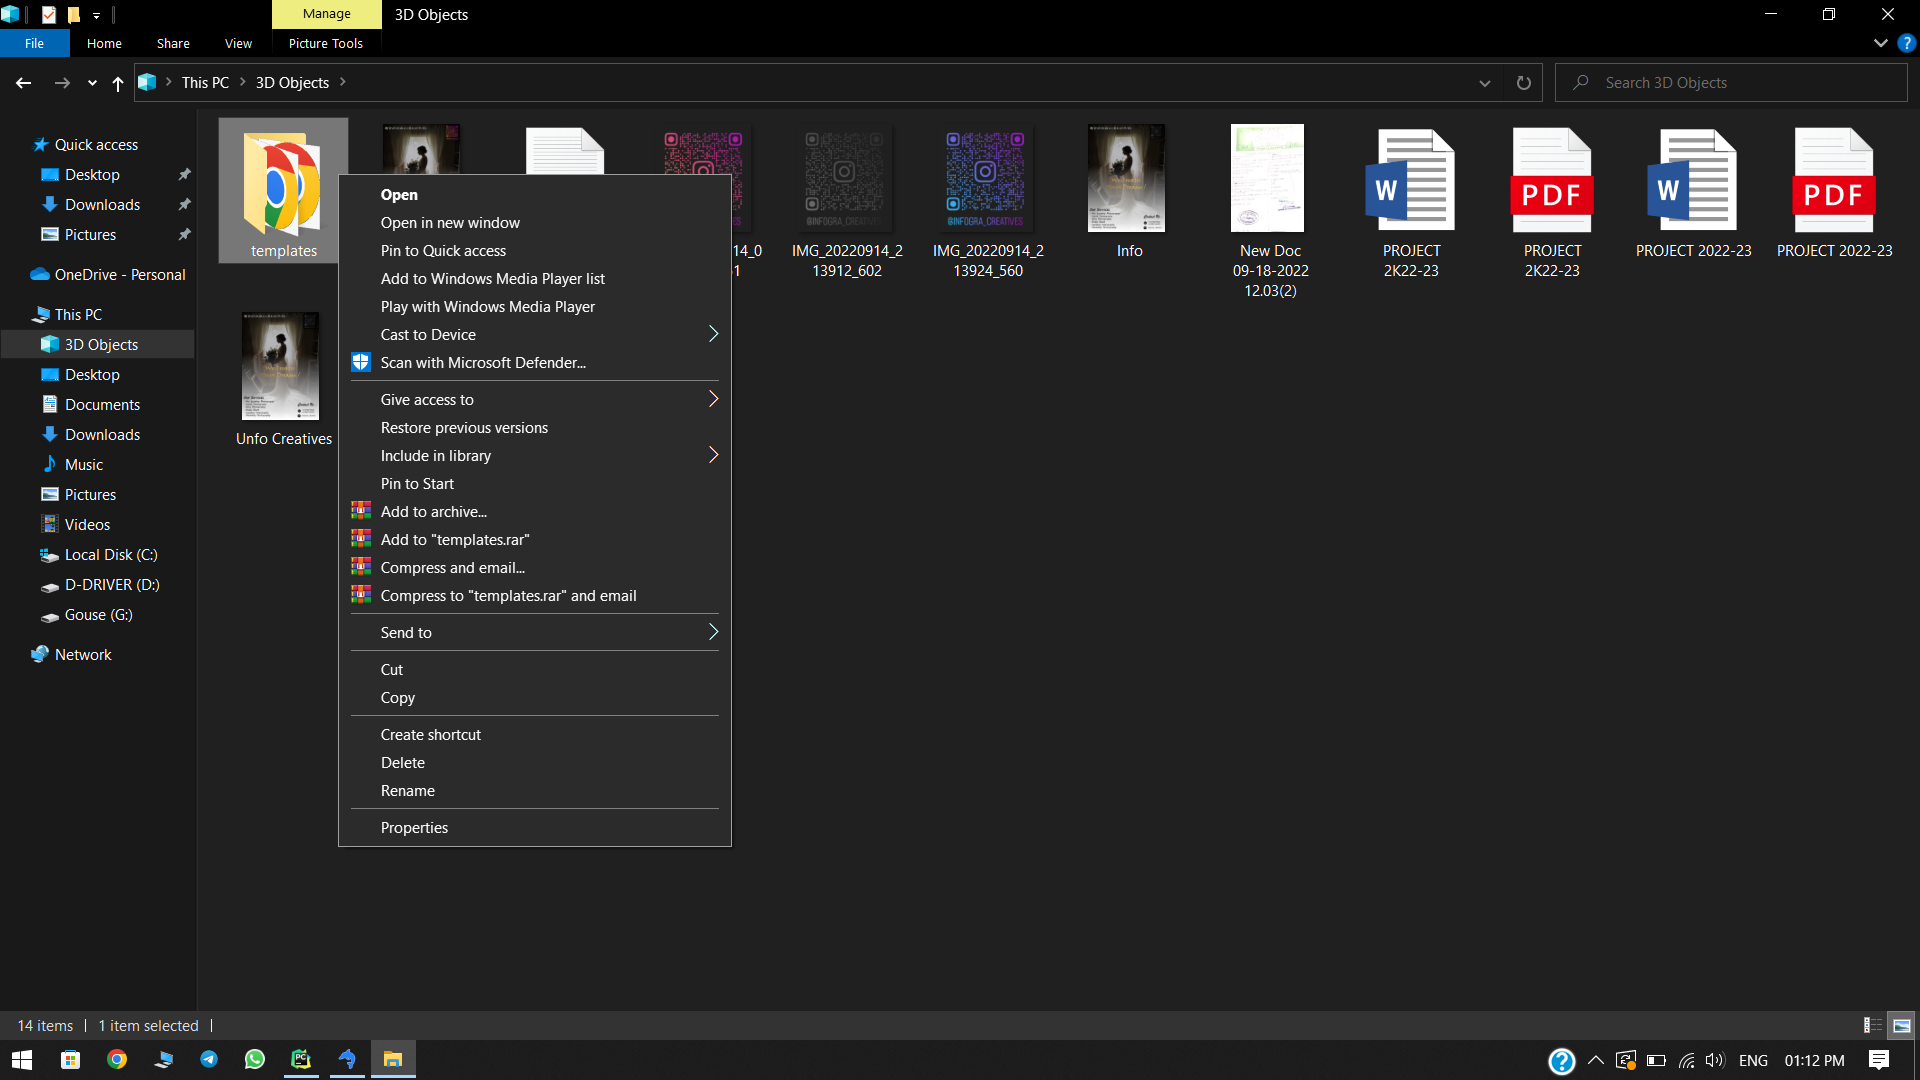 Manage
3D Objects
File
Home
Share
View
Picture Tools
This PC
3D Objects
Search 3D Objects
Quick access
Desktop
Downloads
Pictures
OneDrive - Personal
This PC
3D Objects
Desktop
Documents
Downloads
Music
Pictures
Videos
Local Disk (C:)
D-DRIVER (D:)
Gouse (G:)
Network
templates
14_0
1
@INFOGRA_CREATIVES
IMG_20220914_2
13912_602
@INFOGRA_CREATIVES
IMG_20220914_2
13924_560
Info
New Doc
09-18-2022
12.03(2)
W
PROJECT
2K22-23
PDF
PROJECT
2K22-23
W
PROJECT 2022-23
PDF
PROJECT 2022-23
Unfo Creatives
Open
Open in new window
Pin to Quick access
Add to Windows Media Player list
Play with Windows Media Player
Cast to Device
Scan with Microsoft Defender...
Give access to
Restore previous versions
Include in library
Pin to Start
Add to archive...
Add to "templates.rar"
Compress and email...
Compress to "templates.rar" and email
Send to
Cut
Copy
Create shortcut
Delete
Rename
Properties
14 items
1 item selected
PC
ENG
01:12 PM